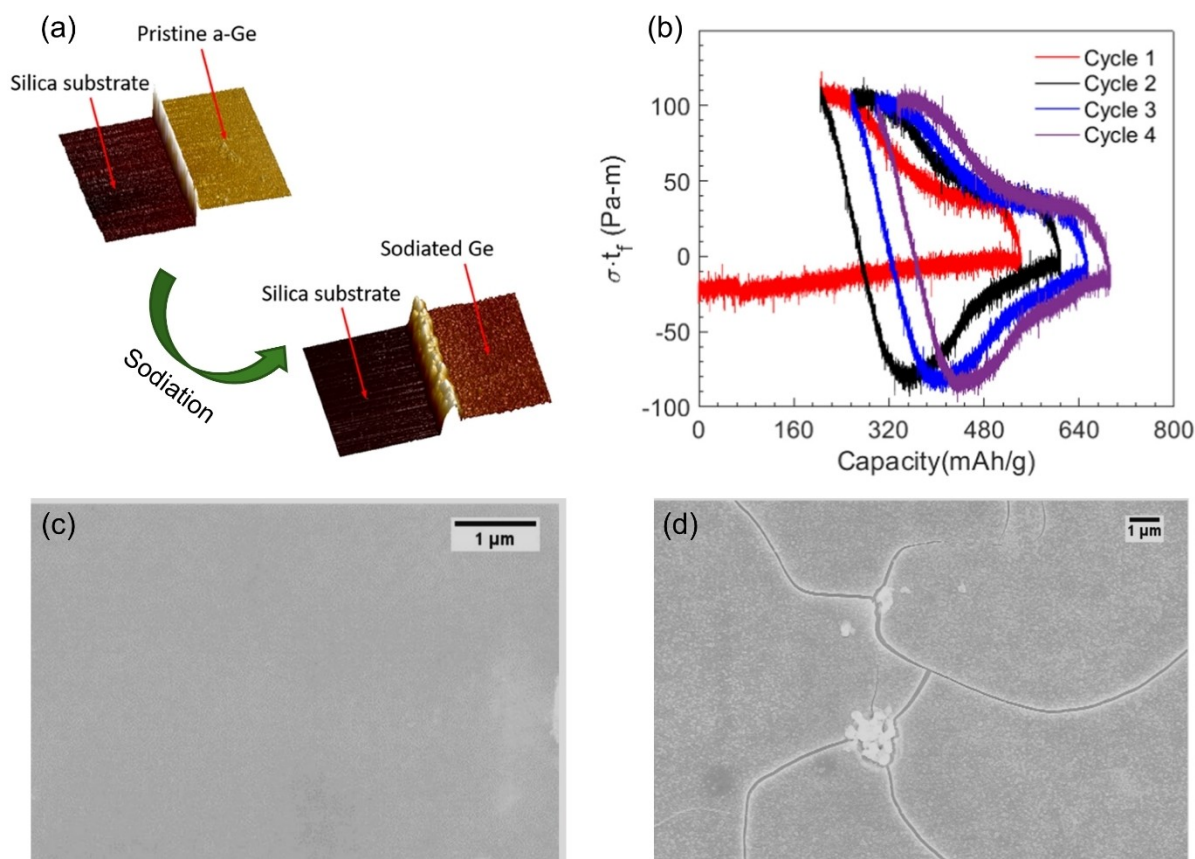 (a)
Pristine a-Ge
Silica substrate
Sodiated Ge
Silica substrate
Sodiation
(b)
Cycle 1
Cycle 2
Cycle 3
Cycle 4
100
50
0
-50
-100
σ·t_f (Pa-m)
0 160 320 480 640 800
Capacity(mAh/g)
(c)
1 μm
(d)
1 μm